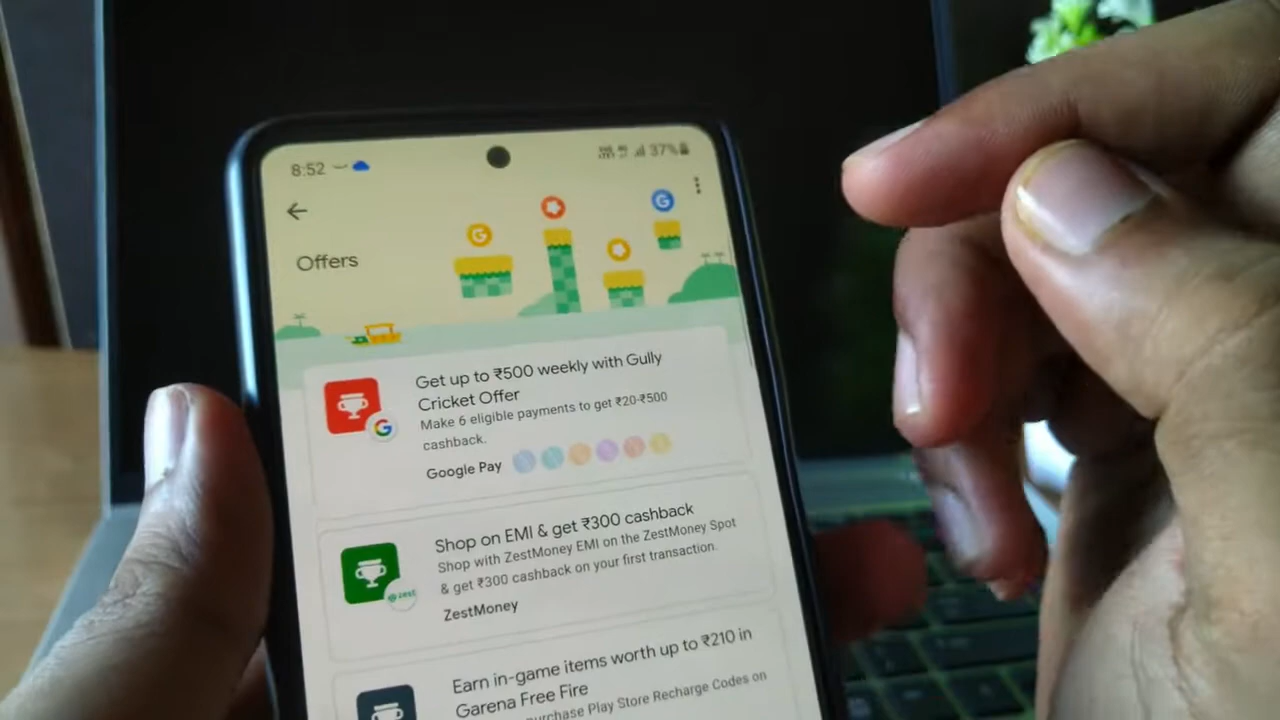 8:52 37%
Offers
Get up to ₹500 weekly with Gully
Cricket Offer
Make 6 eligible payments to get ₹20-₹500
cashback.
Google Pay
Shop on EMI & get ₹300 cashback
Shop with ZestMoney EMI on the ZestMoney Spot
& get ₹300 cashback on your first transaction.
zest
ZestMoney
Earn in-game items worth up to ₹210 in
Garena Free Fire
Purchase Play Store Recharge Codes on